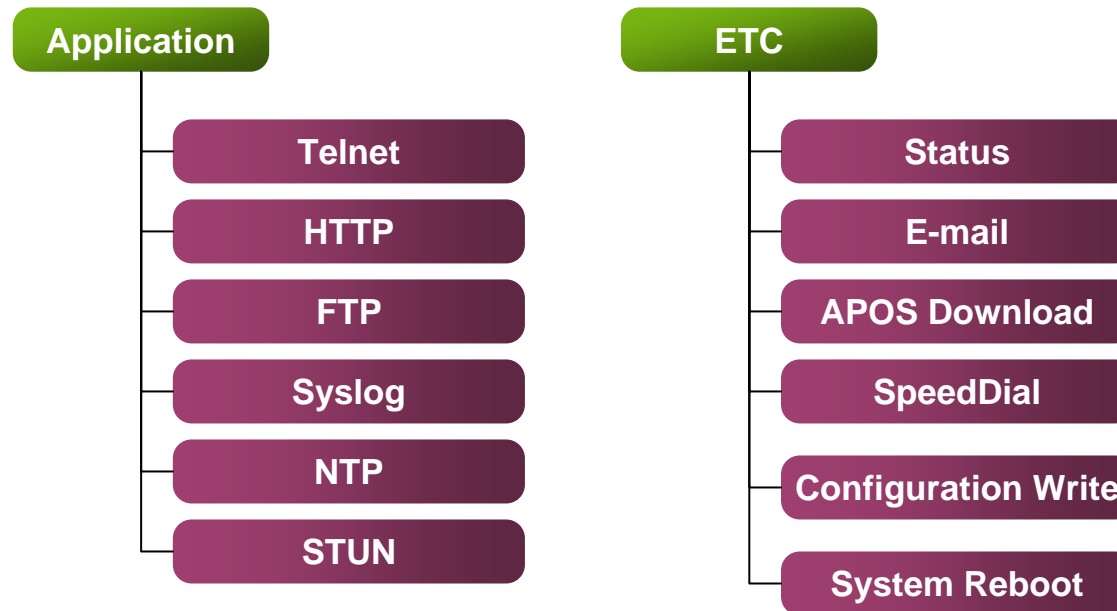 Application
Telnet
HTTP
FTP
Syslog
NTP
STUN
ETC
Status
E-mail
APOS Download
SpeedDial
Configuration Write
System Reboot